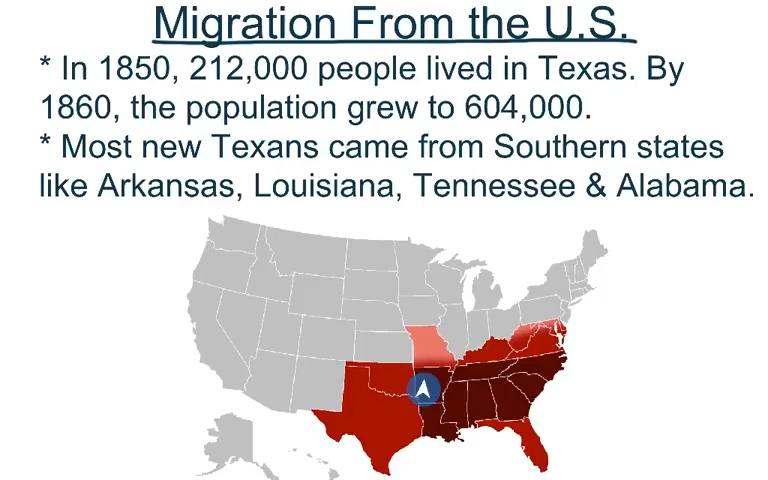 Migration From the U.S.
* In 1850, 212,000 people lived in Texas. By
1860, the population grew to 604,000.
* Most new Texans came from Southern states
like Arkansas, Louisiana, Tennessee & Alabama.